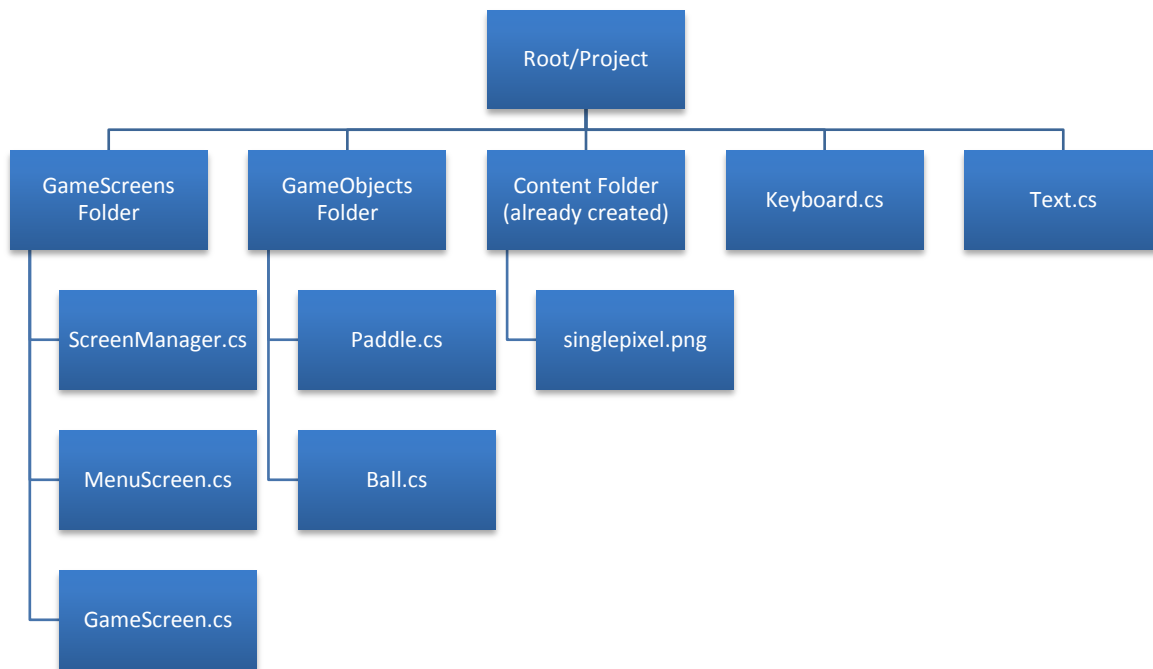 Root/Project
GameScreens
Folder
GameObjects
Folder
Content Folder
(already created)
Keyboard.cs
Text.cs
ScreenManager.cs
Paddle.cs
singlepixel.png
MenuScreen.cs
Ball.cs
GameScreen.cs